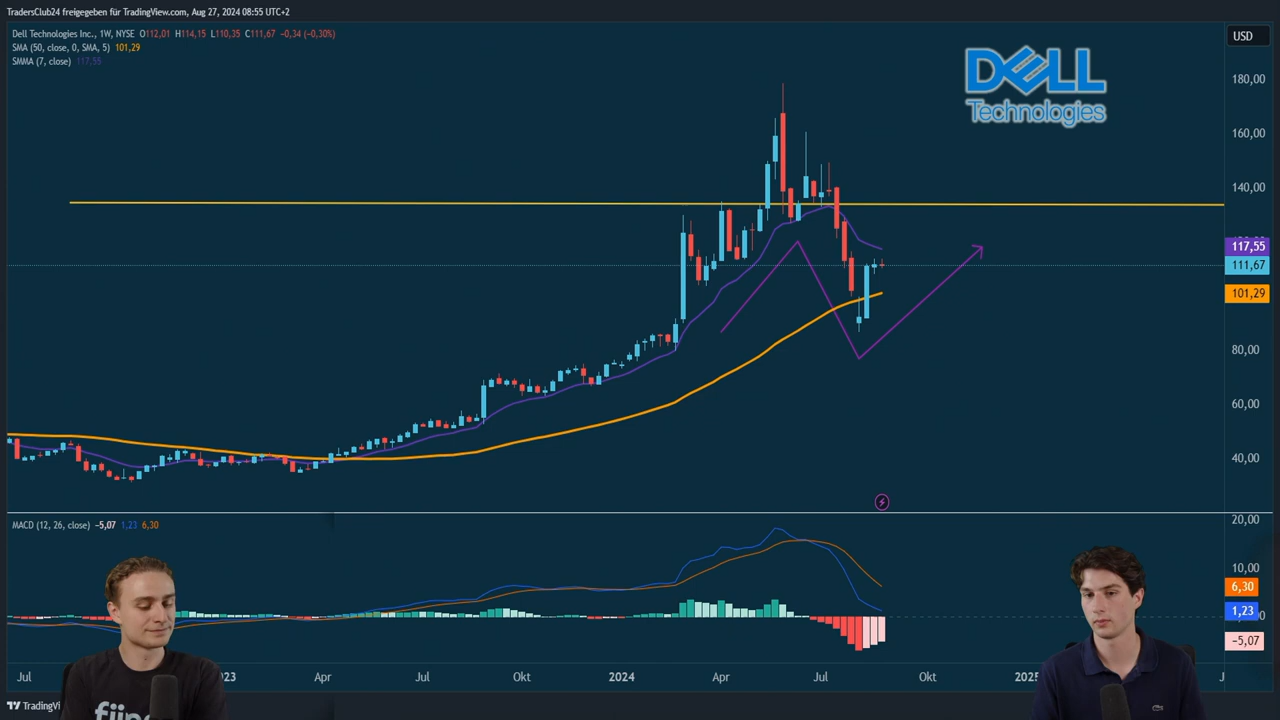 TradersClub24 freigegeben für TradingView.com, Aug 27, 2024 08:55 UTC+2
Dell Technologies Inc., 1W, NYSE O112,01 H114,15 L110,35 C111,67 −0,34 (−0,30%)
SMA (50, close, 0, SMA, 5) 101,29
SMMA (7, close) 117,55
USD
DELL
Technologies
180,00
160,00
140,00
117,55
111,67
101,29
80,00
60,00
40,00
MACD (12, 26, close) −5,07 1,23 6,30
20,00
10,00
6,30
1,23
−5,07
Jul Apr Jul Okt 2024 Apr Jul Okt
TradingView